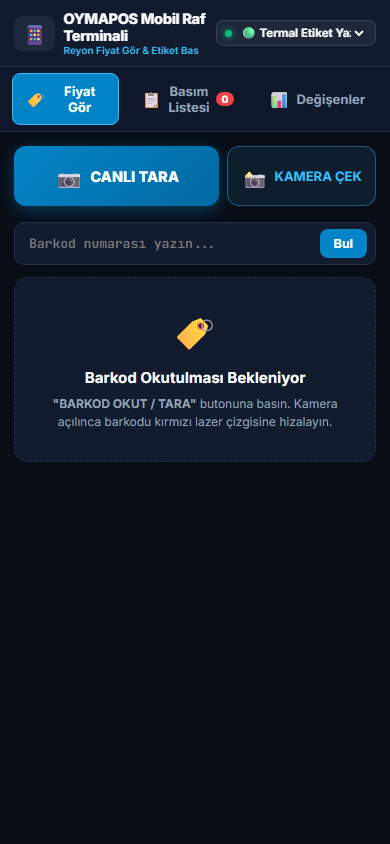 OYMAPOS Mobil Raf
Terminali
Reyon Fiyat Gör & Etiket Bas
Termal Etiket Yaz
Fiyat
Gör
Basım
Listesi
0
Değişenler
CANLI TARA
KAMERA ÇEK
Barkod numarası yazın...
Bul
Barkod Okutulması Bekleniyor
"BARKOD OKUT / TARA" butonuna basın. Kamera
açılınca barkodu kırmızı lazer çizgisine hizalayın.